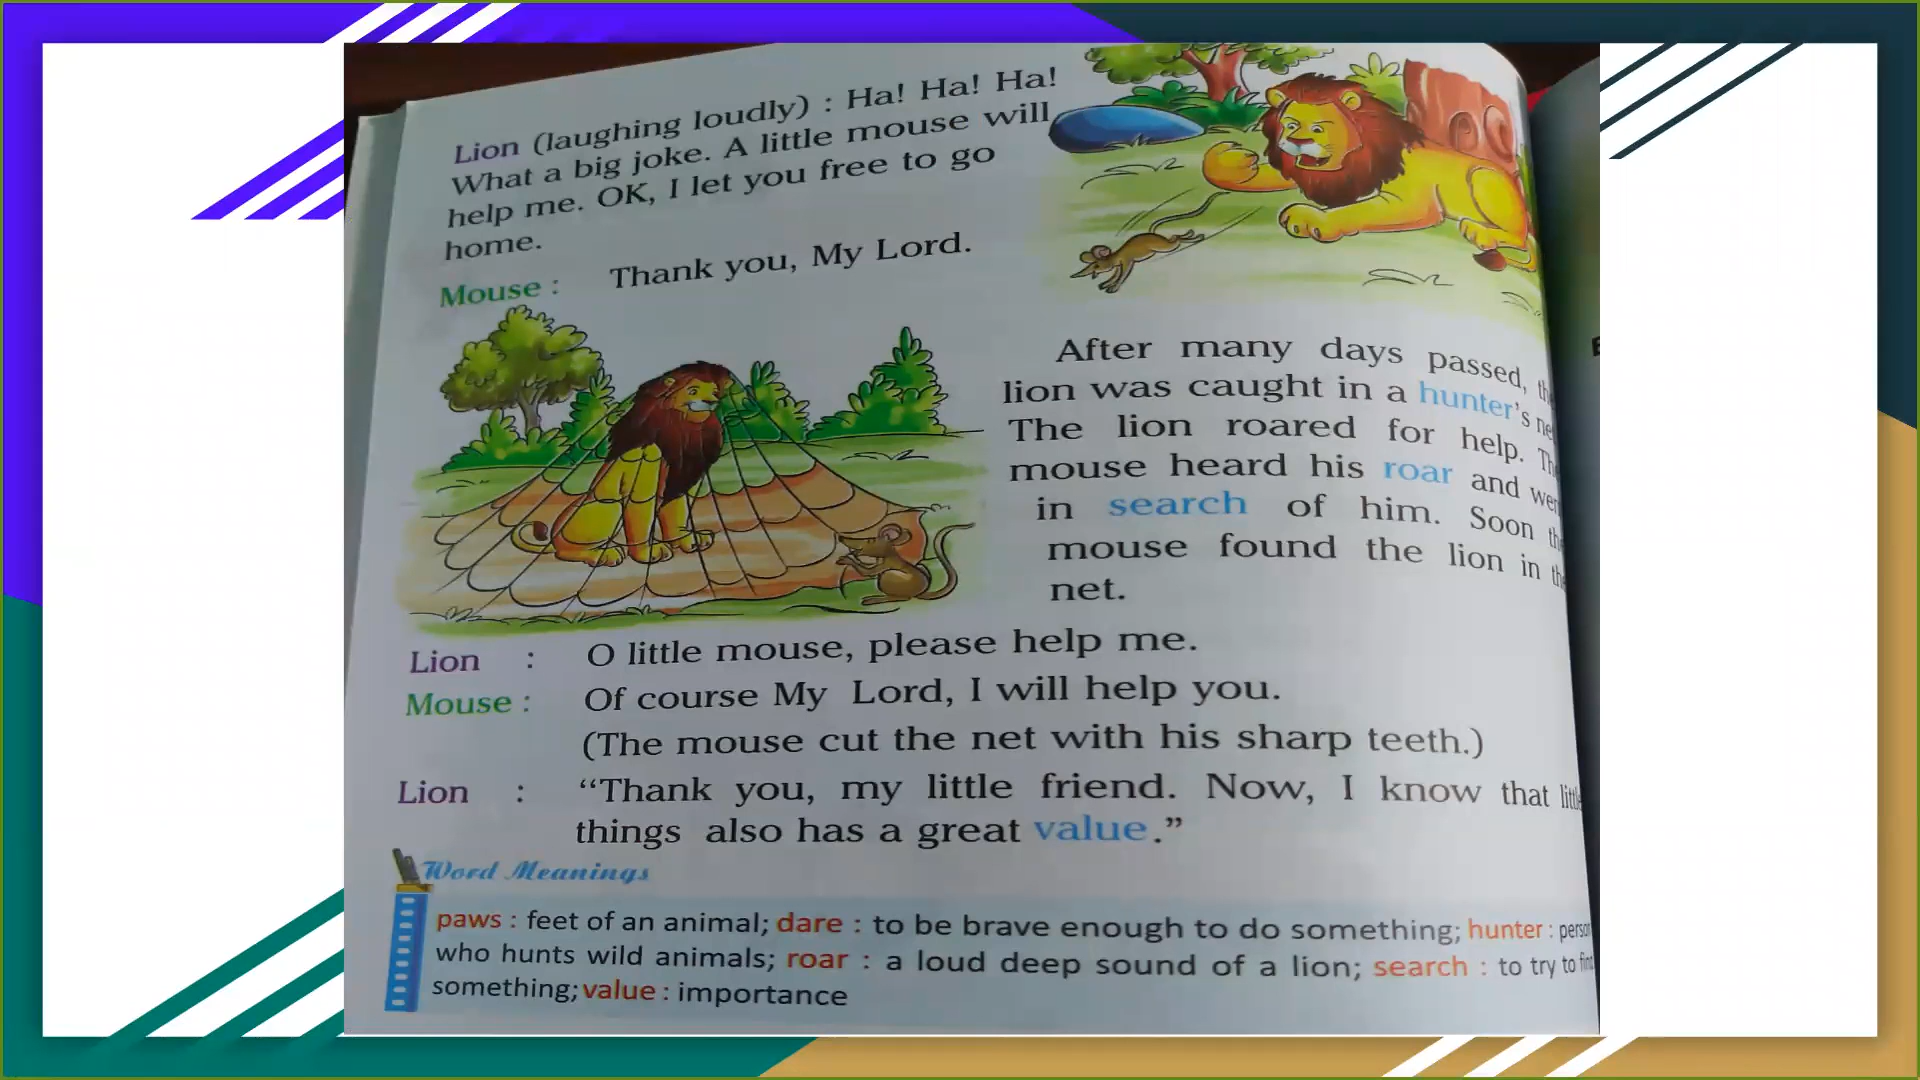 Lion (laughing loudly) : Ha! Ha! Ha!
What a big joke. A little mouse will
help me. OK, I let you free to go
home.
Mouse : Thank you, My Lord.
After many days passed,
lion was caught in a hunter's
The lion roared for help.
mouse heard his roar and
in search of him. Soon
mouse found the lion in
net.
Lion : O little mouse, please help me.
Mouse : Of course My Lord, I will help you.
(The mouse cut the net with his sharp teeth.)
Lion : “Thank you, my little friend. Now, I know that
things also has a great value.”
Word Meanings
paws : feet of an animal; dare : to be brave enough to do something; hunter :
who hunts wild animals; roar : a loud deep sound of a lion; search : to try to
something; value : importance